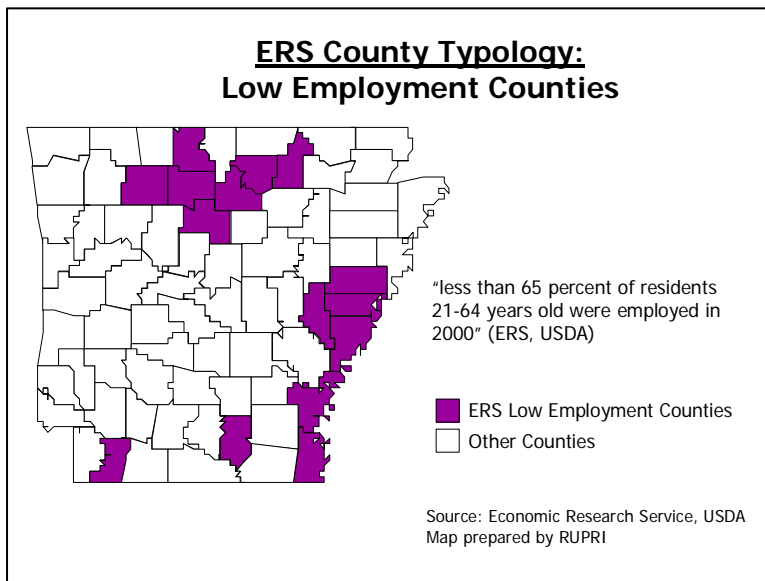 ERS County Typology:
Low Employment Counties
“less than 65 percent of residents
21-64 years old were employed in
2000” (ERS, USDA)
ERS Low Employment Counties
Other Counties
Source: Economic Research Service, USDA
Map prepared by RUPRI